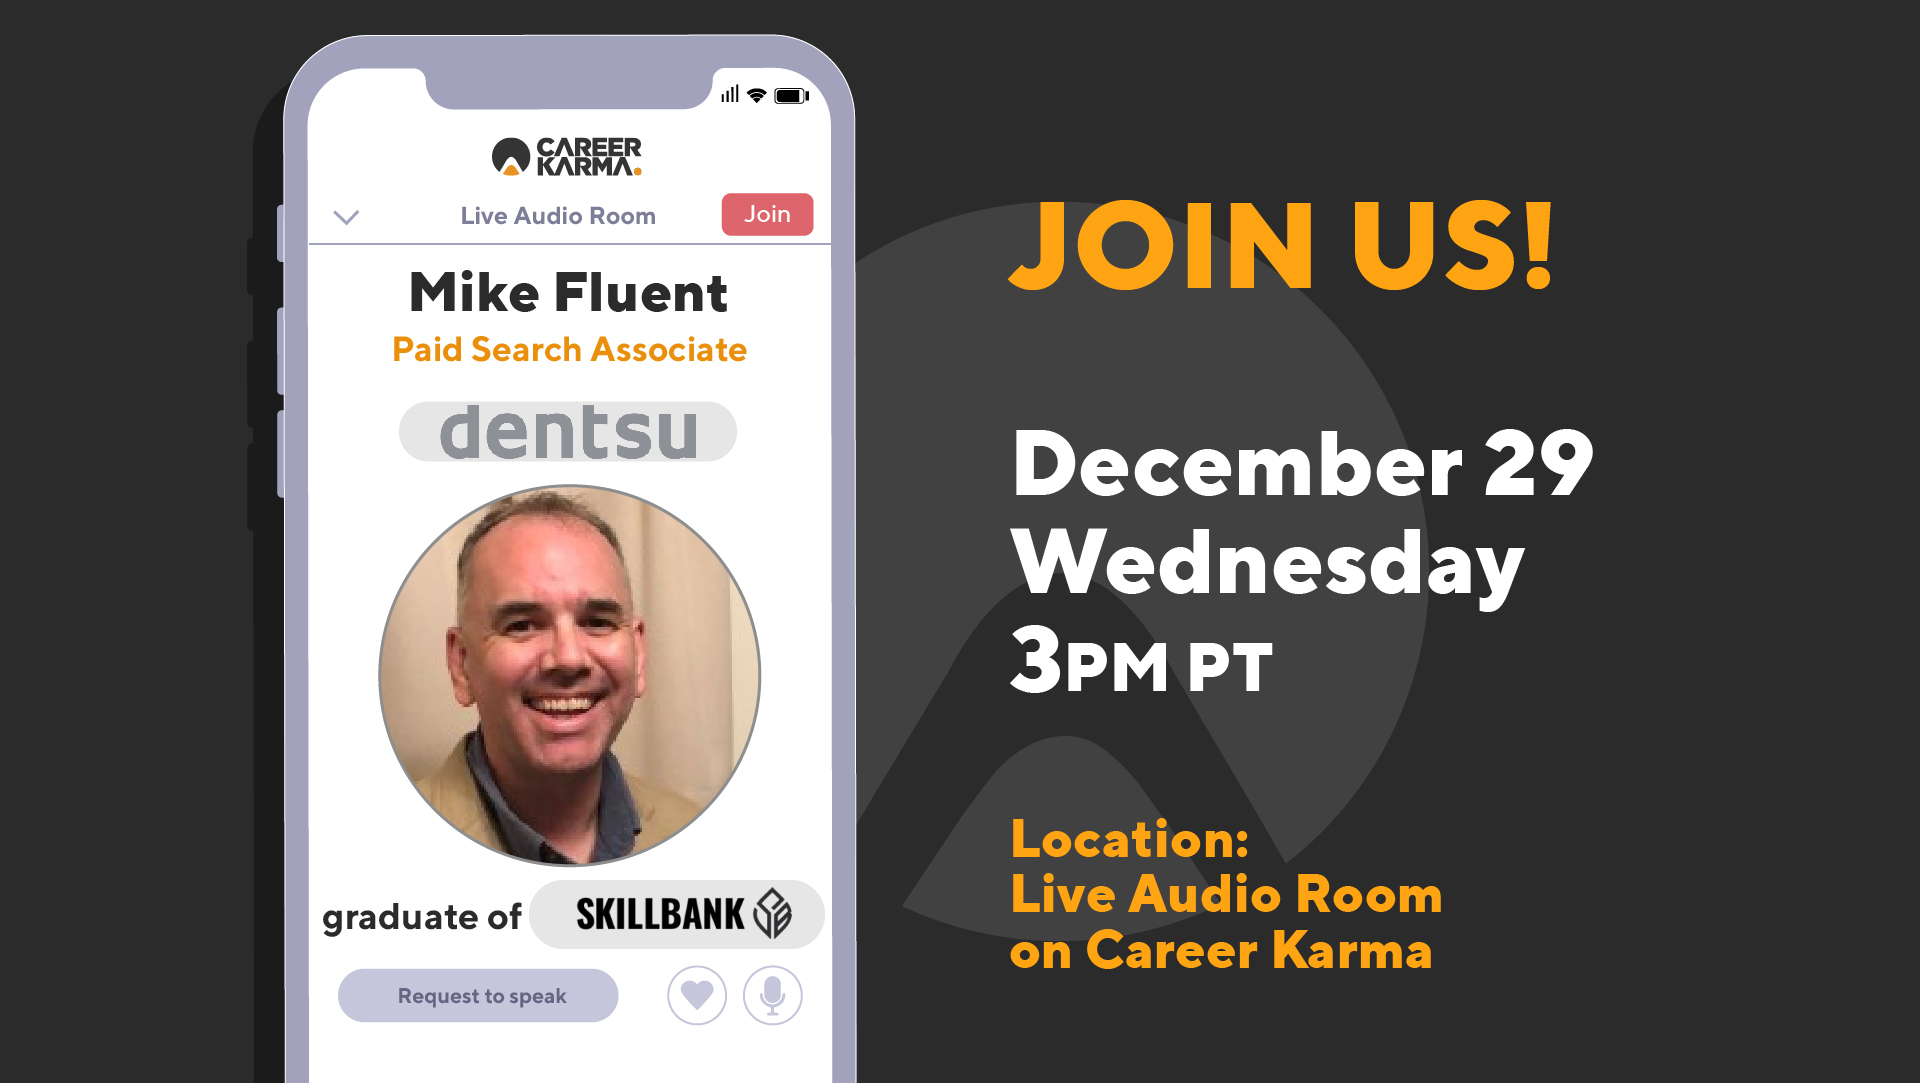 CAREER
KARMA.
Live Audio Room
Join
Mike Fluent
Paid Search Associate
dentsu
graduate of SKILLBANK
Request to speak
JOIN US!
December 29
Wednesday
3PM PT
Location:
Live Audio Room
on Career Karma